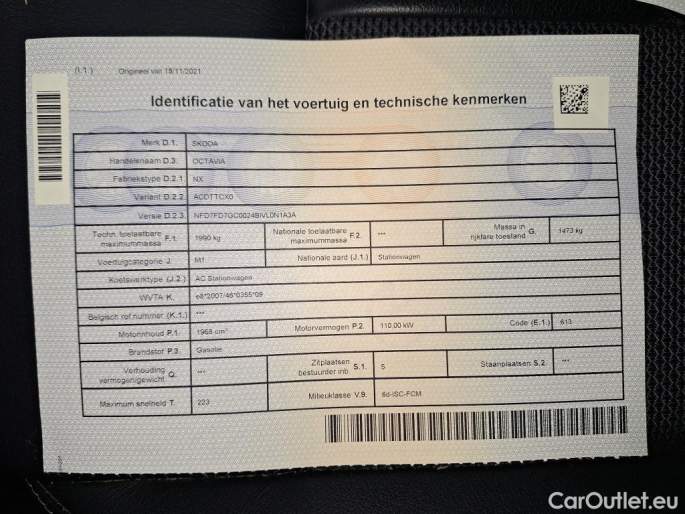 (I.1.) Origineel van 18/11/2021
Identificatie van het voertuig en technische kenmerken
Merk D.1. SKODA
Handelsnaam D.3. OCTAVIA
Fabriekstype D.2.1. NX
Variant D.2.2. ACDTTCX0
Versie D.2.3. NFD7FD7GC0024BIVL0N1A3A
Techn. toelaatbare maximummassa F.1. 1990 kg Nationale toelaatbare maximummassa F.2. --- Massa in rijklare toestand G. 1473 kg
Voertuigcategorie J. M1 Nationale aard (J.1.) Stationwagen
Koetswerktype (J.2.) AC Stationwagen
WVTA K. e8*2007/46*0355*09
Belgisch ref.nummer (K.1.) ---
Motorinhoud P.1. 1968 cm³ Motorvermogen P.2. 110,00 kW Code (E.1.) 613
Brandstof P.3. Gasolie
Verhouding vermogen/gewicht Q. --- Zitplaatsen bestuurder inb. S.1. 5 Staanplaatsen S.2. ---
Maximum snelheid T. 223 Milieuklasse V.9. 6d-ISC-FCM
CarOutlet.eu